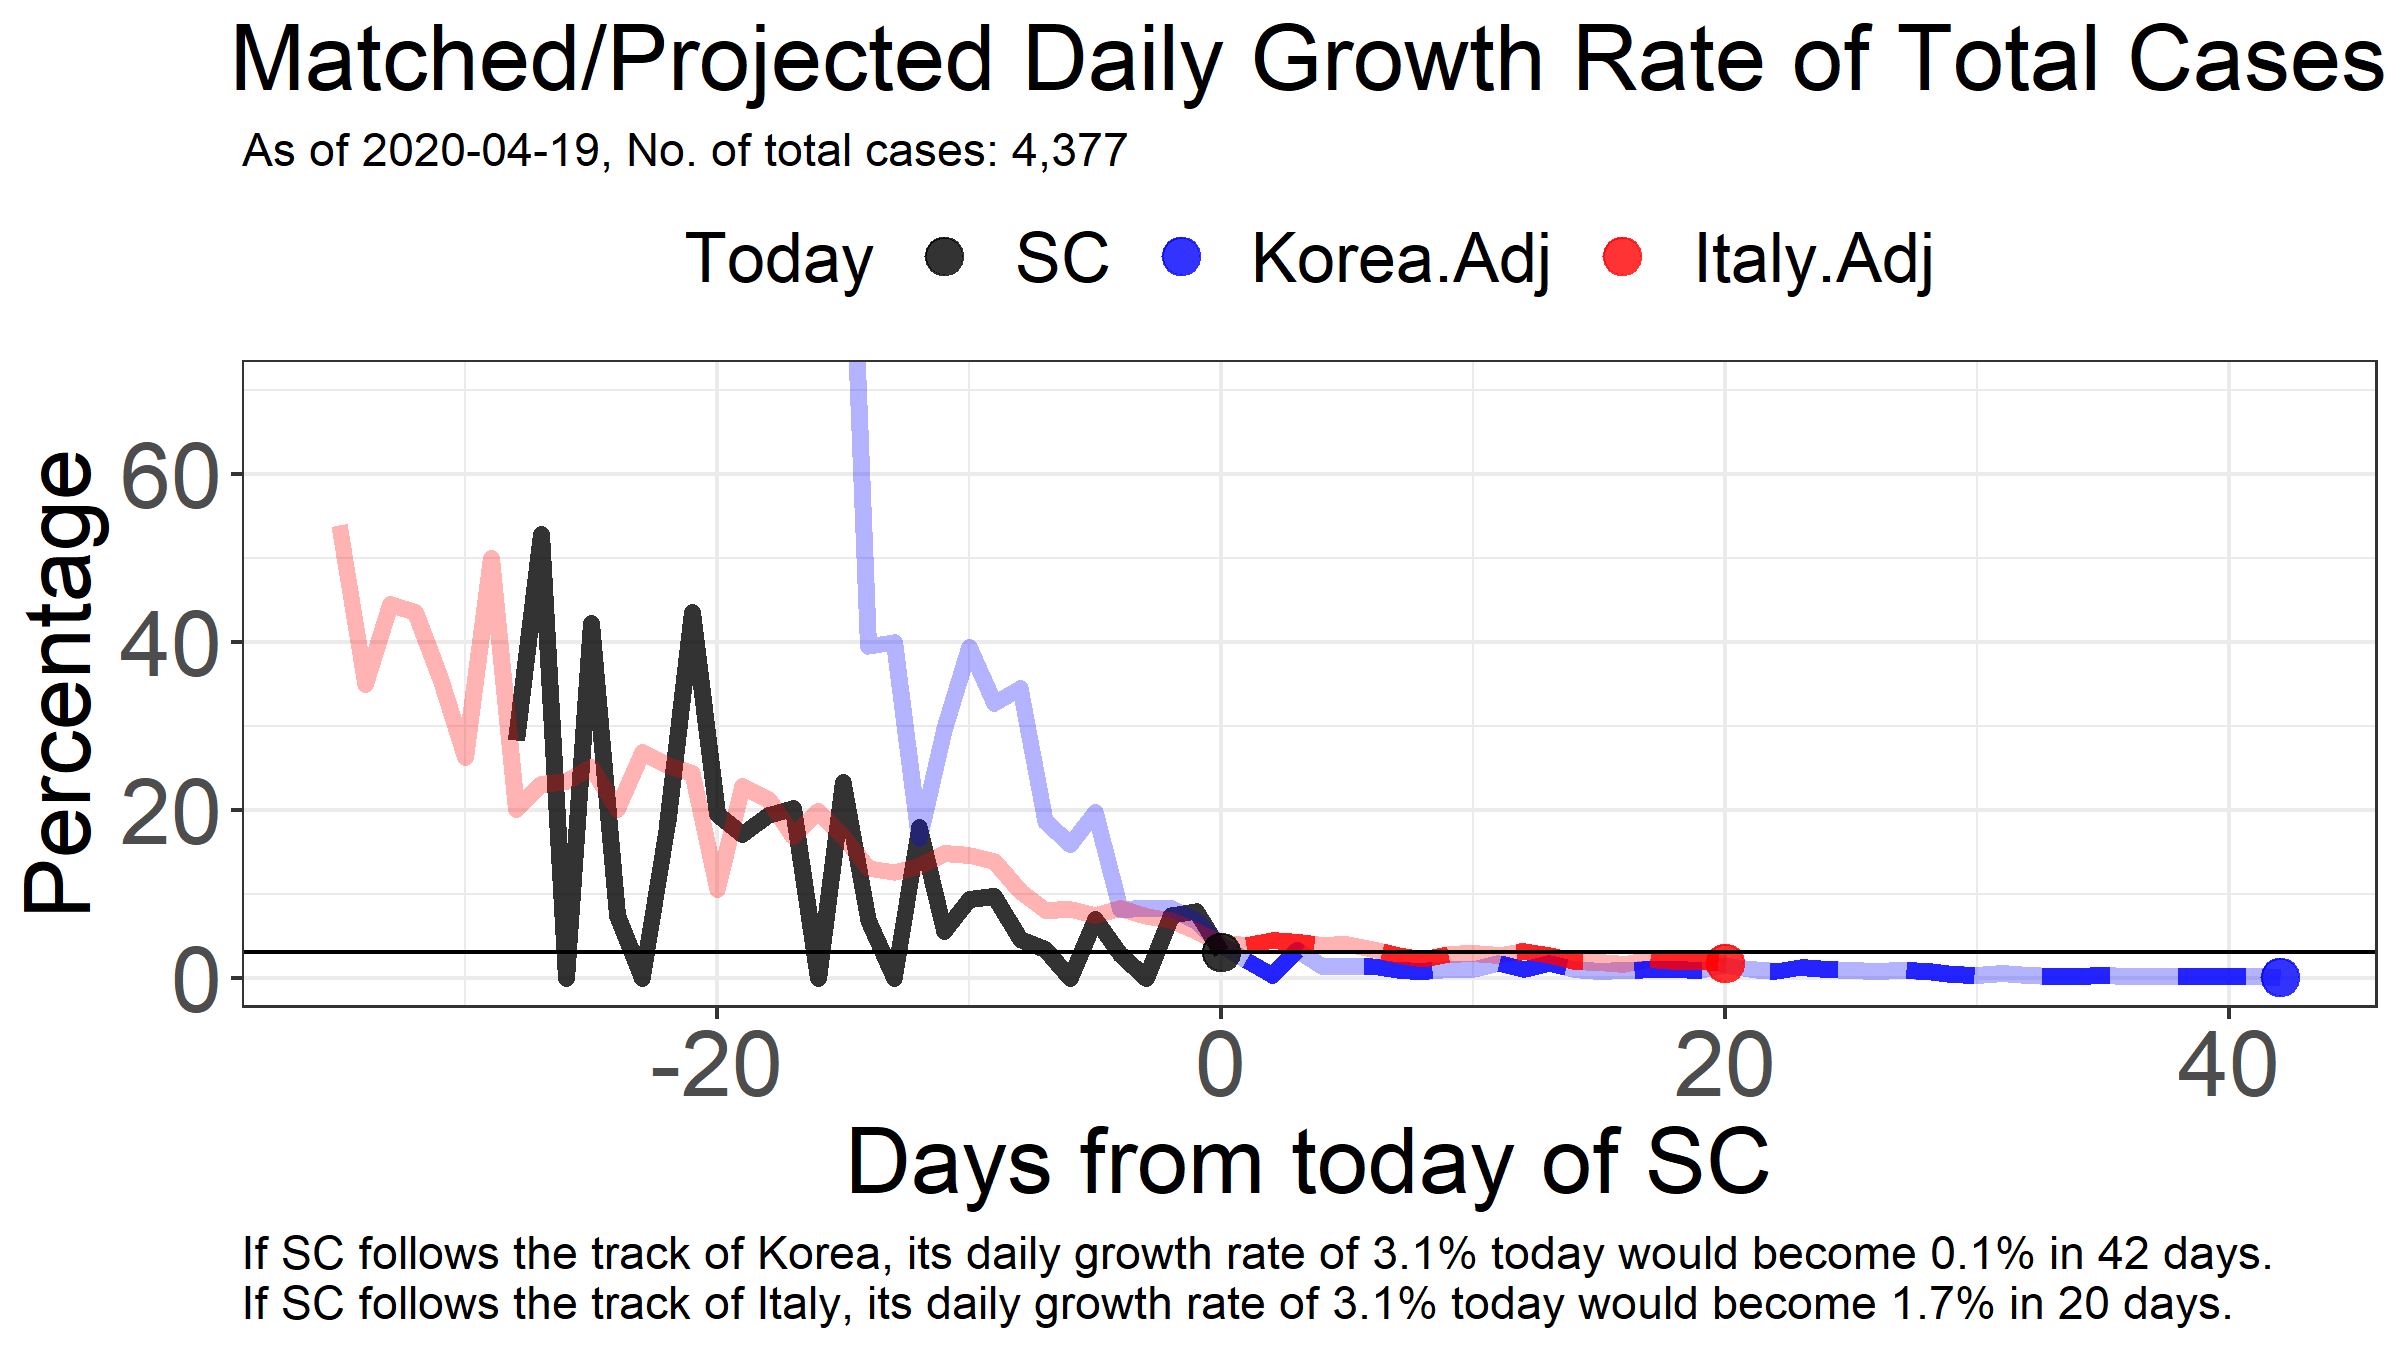 Matched/Projected Daily Growth Rate of Total Cases
As of 2020-04-19, No. of total cases: 4,377
Today SC Korea.Adj Italy.Adj
Percentage
60
40
20
0
-20 0 20 40
Days from today of SC
If SC follows the track of Korea, its daily growth rate of 3.1% today would become 0.1% in 42 days.
If SC follows the track of Italy, its daily growth rate of 3.1% today would become 1.7% in 20 days.